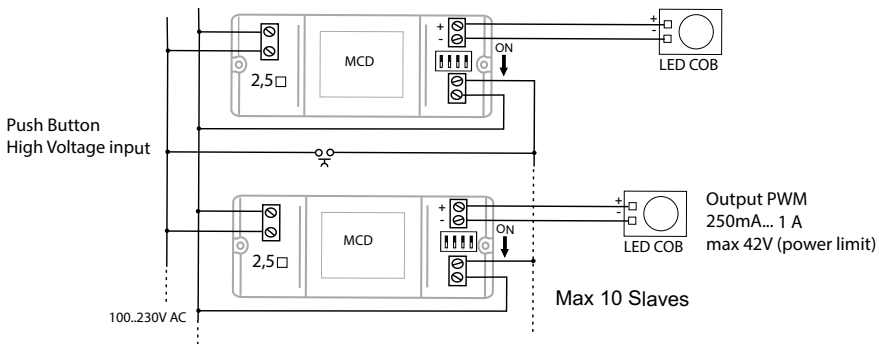 MCD
2,5
+
-
ON
+
-
LED COB
Push Button
High Voltage input
MCD
2,5
+
-
ON
+
-
LED COB
Output PWM
250mA... 1 A
max 42V (power limit)
Max 10 Slaves
100..230V AC